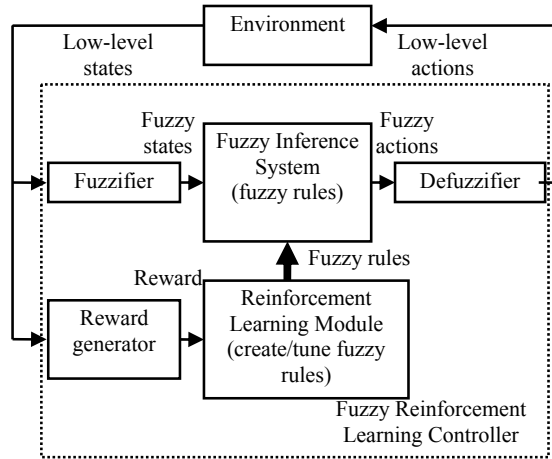 Environment
Low-level
states
Low-level
actions
Fuzzy
states
Fuzzy Inference
System
(fuzzy rules)
Fuzzy
actions
Fuzzifier
Defuzzifier
Fuzzy rules
Reward
Reward
generator
Reinforcement
Learning Module
(create/tune fuzzy
rules)
Fuzzy Reinforcement
Learning Controller